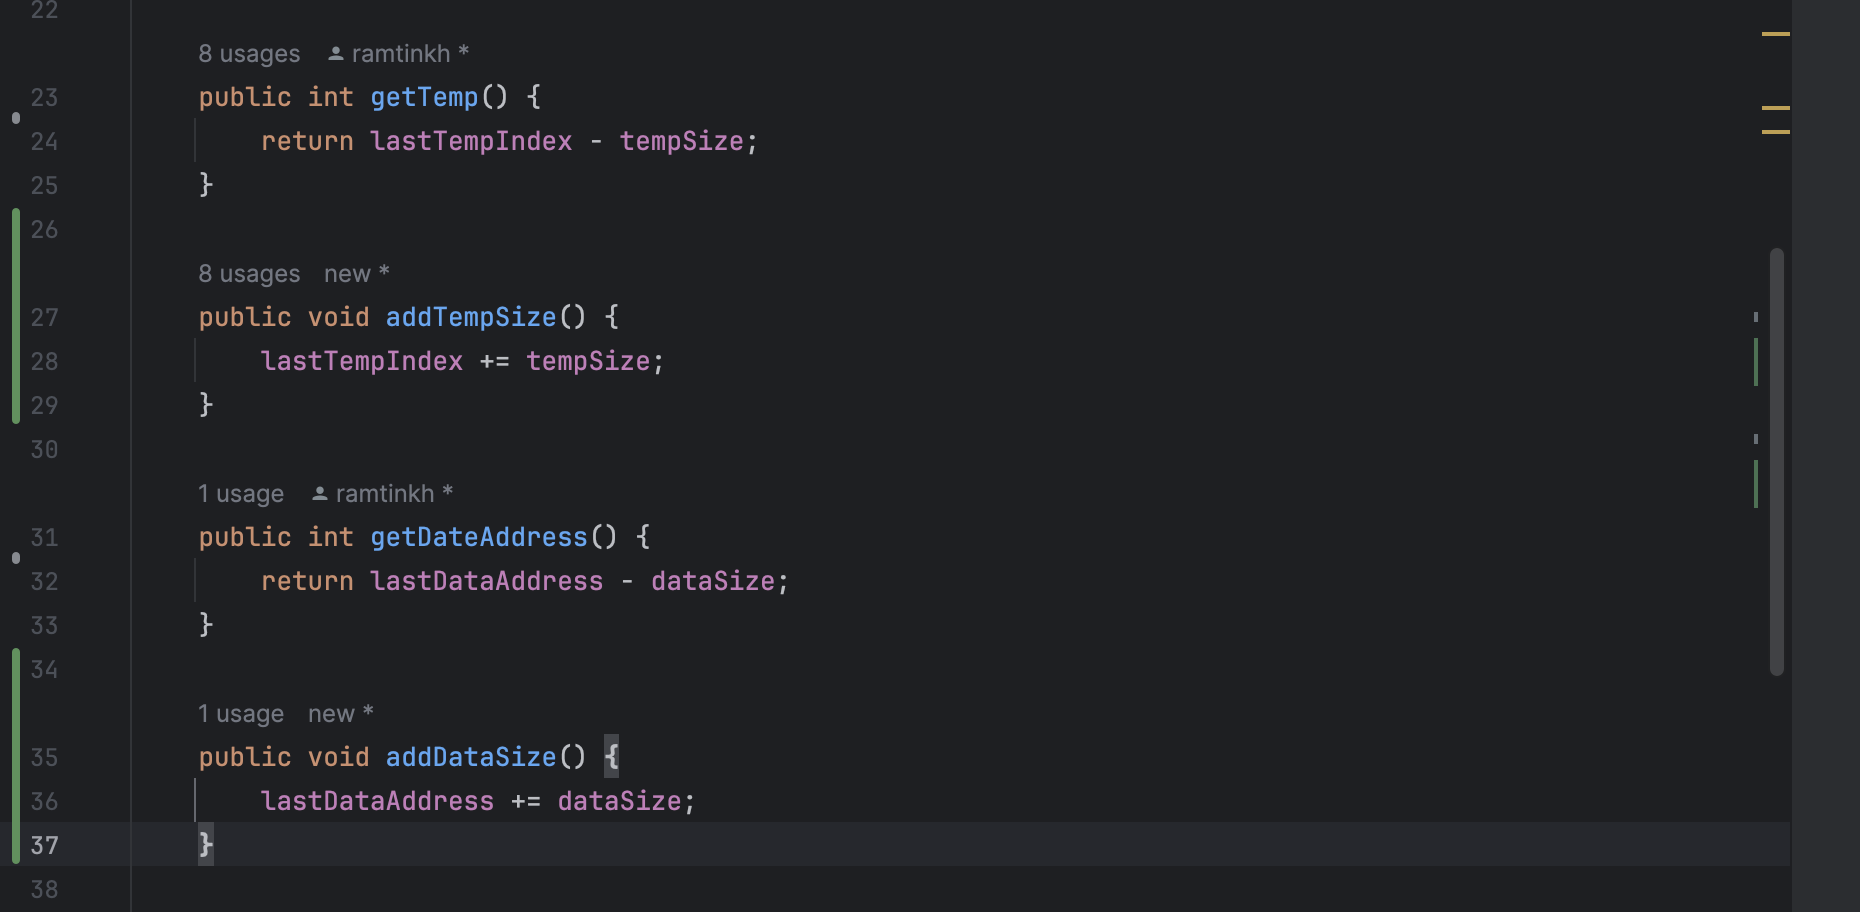 22
8 usages ramtinkh *
23 public int getTemp() {
24 return lastTempIndex - tempSize;
25 }
26
8 usages new *
27 public void addTempSize() {
28 lastTempIndex += tempSize;
29 }
30
1 usage ramtinkh *
31 public int getDateAddress() {
32 return lastDataAddress - dataSize;
33 }
34
1 usage new *
35 public void addDataSize() {
36 lastDataAddress += dataSize;
37 }
38